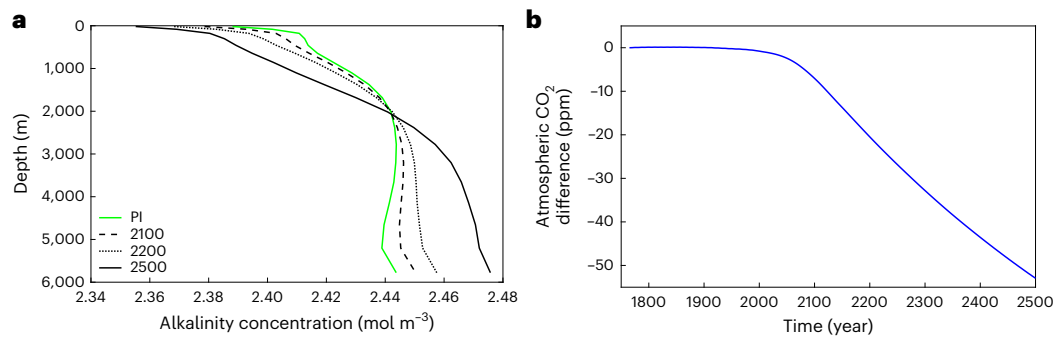 a
0
1,000
2,000
3,000
4,000
5,000
6,000
Depth (m)
PI
2100
2200
2500
2.34 2.36 2.38 2.40 2.42 2.44 2.46 2.48
Alkalinity concentration (mol m⁻³)
b
0
–10
–20
–30
–40
–50
Atmospheric CO₂
difference (ppm)
1800 1900 2000 2100 2200 2300 2400 2500
Time (year)